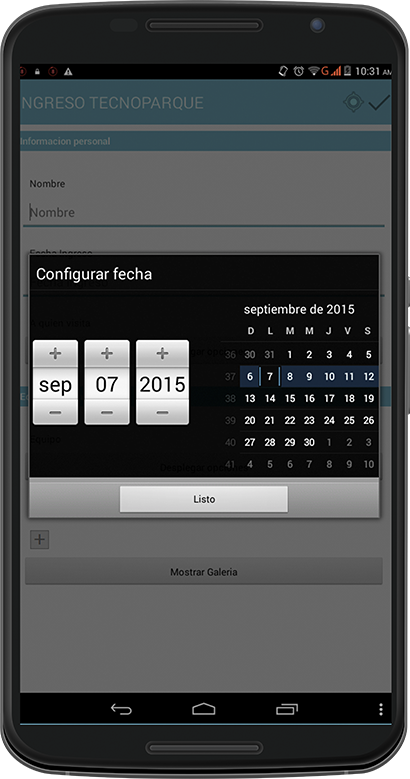 10:31 AM
NGRESO TECNOPARQUE
Informacion personal
Nombre
Nombre
Fecha ingreso
Configurar fecha
septiembre de 2015
D L M M J V S
36 30 31 1 2 3 4 5
37 6 7 8 9 10 11 12
38 13 14 15 16 17 18 19
39 20 21 22 23 24 25 26
40 27 28 29 30 1 2 3
41 4 5 6 7 8 9 10
+ + +
sep 07 2015
− − −
Listo
+
Mostrar Galeria